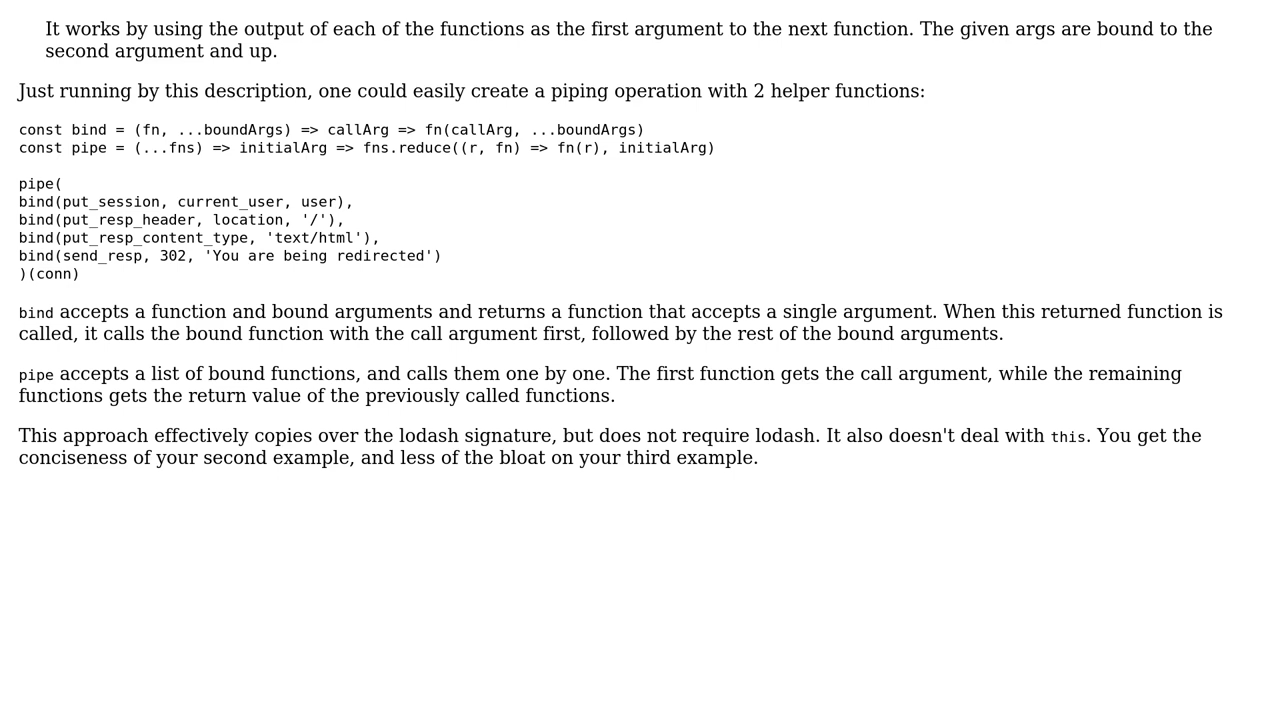 It works by using the output of each of the functions as the first argument to the next function. The given args are bound to the
second argument and up.
Just running by this description, one could easily create a piping operation with 2 helper functions:
const bind = (fn, ...boundArgs) => callArg => fn(callArg, ...boundArgs)
const pipe = (...fns) => initialArg => fns.reduce((r, fn) => fn(r), initialArg)
pipe(
bind(put_session, current_user, user),
bind(put_resp_header, location, '/'),
bind(put_resp_content_type, 'text/html'),
bind(send_resp, 302, 'You are being redirected')
)(conn)
bind accepts a function and bound arguments and returns a function that accepts a single argument. When this returned function is
called, it calls the bound function with the call argument first, followed by the rest of the bound arguments.
pipe accepts a list of bound functions, and calls them one by one. The first function gets the call argument, while the remaining
functions gets the return value of the previously called functions.
This approach effectively copies over the lodash signature, but does not require lodash. It also doesn't deal with this. You get the
conciseness of your second example, and less of the bloat on your third example.